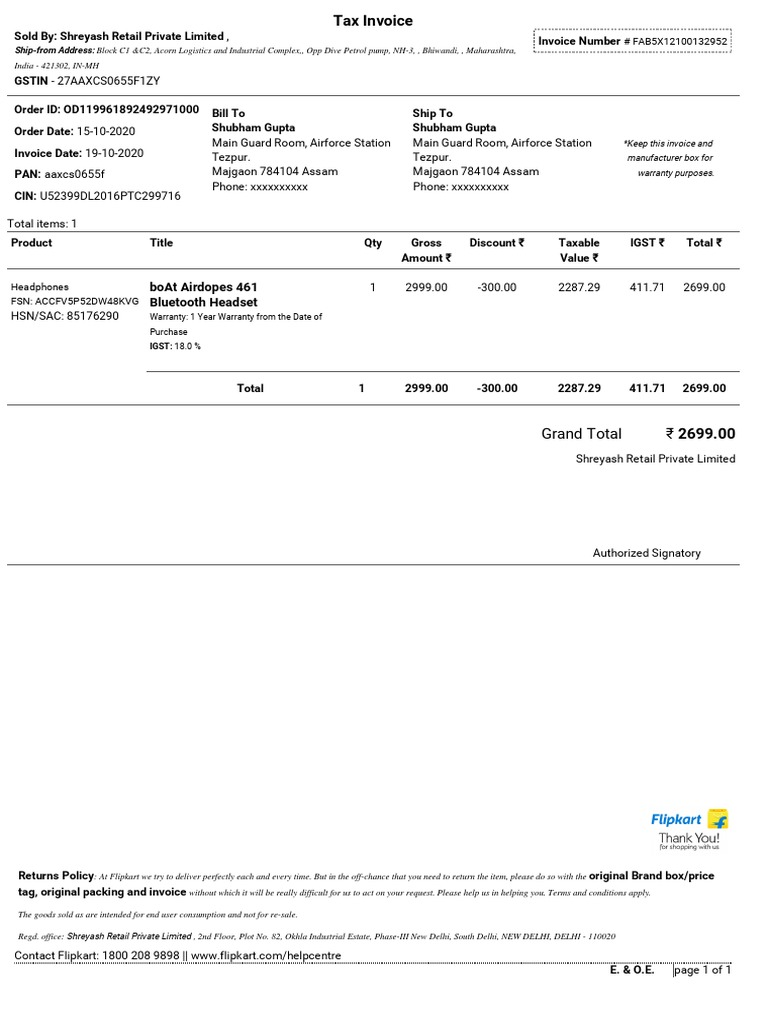 Tax Invoice
Sold By: Shreyash Retail Private Limited ,
Ship-from Address: Block C1 &C2, Acorn Logistics and Industrial Complex,, Opp Dive Petrol pump, NH-3, , Bhiwandi, , Maharashtra,
India - 421302, IN-MH
GSTIN - 27AAXCS0655F1ZY
Invoice Number # FAB5X12100132952
Order ID: OD119961892492971000
Order Date: 15-10-2020
Invoice Date: 19-10-2020
PAN: aaxcs0655f
CIN: U52399DL2016PTC299716
Bill To
Shubham Gupta
Main Guard Room, Airforce Station
Tezpur.
Majgaon 784104 Assam
Phone: xxxxxxxxxx
Ship To
Shubham Gupta
Main Guard Room, Airforce Station
Tezpur.
Majgaon 784104 Assam
Phone: xxxxxxxxxx
*Keep this invoice and
manufacturer box for
warranty purposes.
Total items: 1
Product Title Qty Gross Amount ₹ Discount ₹ Taxable Value ₹ IGST ₹ Total ₹
Headphones
FSN: ACCFV5P52DW48KVG
HSN/SAC: 85176290
boAt Airdopes 461
Bluetooth Headset
Warranty: 1 Year Warranty from the Date of
Purchase
IGST: 18.0 %
1 2999.00 -300.00 2287.29 411.71 2699.00
Total 1 2999.00 -300.00 2287.29 411.71 2699.00
Grand Total ₹ 2699.00
Shreyash Retail Private Limited
Authorized Signatory
Flipkart
Thank You!
for shopping with us
Returns Policy: At Flipkart we try to deliver perfectly each and every time. But in the off-chance that you need to return the item, please do so with the original Brand box/price
tag, original packing and invoice without which it will be really difficult for us to act on your request. Please help us in helping you. Terms and conditions apply.
The goods sold as are intended for end user consumption and not for re-sale.
Regd. office: Shreyash Retail Private Limited , 2nd Floor, Plot No. 82, Okhla Industrial Estate, Phase-III New Delhi, South Delhi, NEW DELHI, DELHI - 110020
Contact Flipkart: 1800 208 9898 || www.flipkart.com/helpcentre
E. & O.E. page 1 of 1